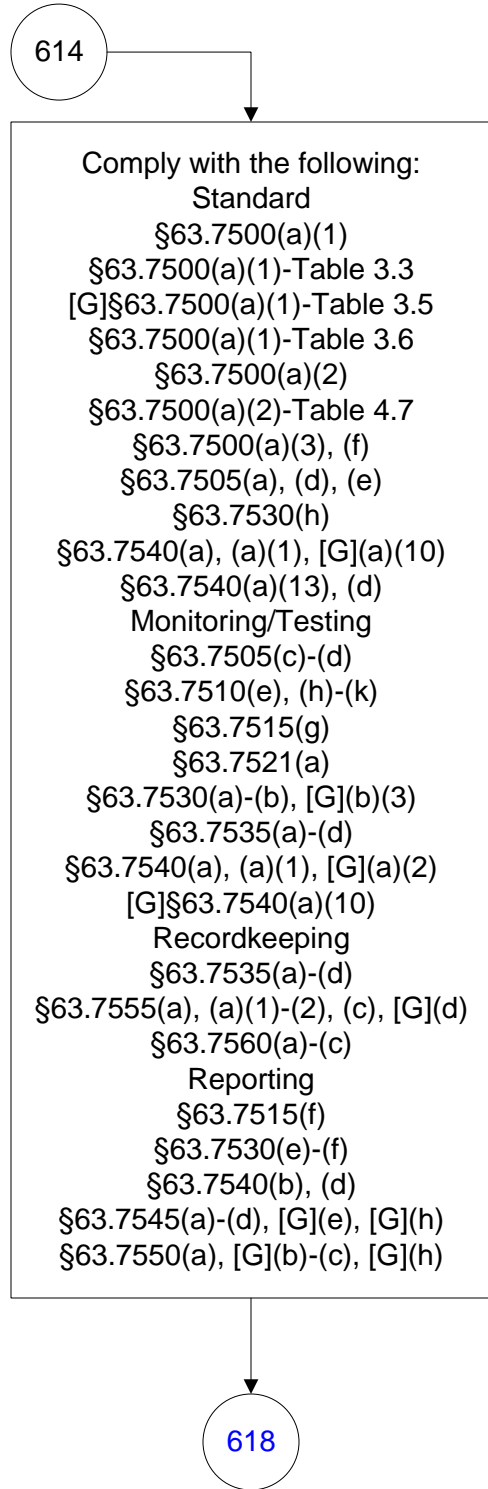 614
Comply with the following:
Standard
§63.7500(a)(1)
§63.7500(a)(1)-Table 3.3
[G]§63.7500(a)(1)-Table 3.5
§63.7500(a)(1)-Table 3.6
§63.7500(a)(2)
§63.7500(a)(2)-Table 4.7
§63.7500(a)(3), (f)
§63.7505(a), (d), (e)
§63.7530(h)
§63.7540(a), (a)(1), [G](a)(10)
§63.7540(a)(13), (d)
Monitoring/Testing
§63.7505(c)-(d)
§63.7510(e), (h)-(k)
§63.7515(g)
§63.7521(a)
§63.7530(a)-(b), [G](b)(3)
§63.7535(a)-(d)
§63.7540(a), (a)(1), [G](a)(2)
[G]§63.7540(a)(10)
Recordkeeping
§63.7535(a)-(d)
§63.7555(a), (a)(1)-(2), (c), [G](d)
§63.7560(a)-(c)
Reporting
§63.7515(f)
§63.7530(e)-(f)
§63.7540(b), (d)
§63.7545(a)-(d), [G](e), [G](h)
§63.7550(a), [G](b)-(c), [G](h)
618